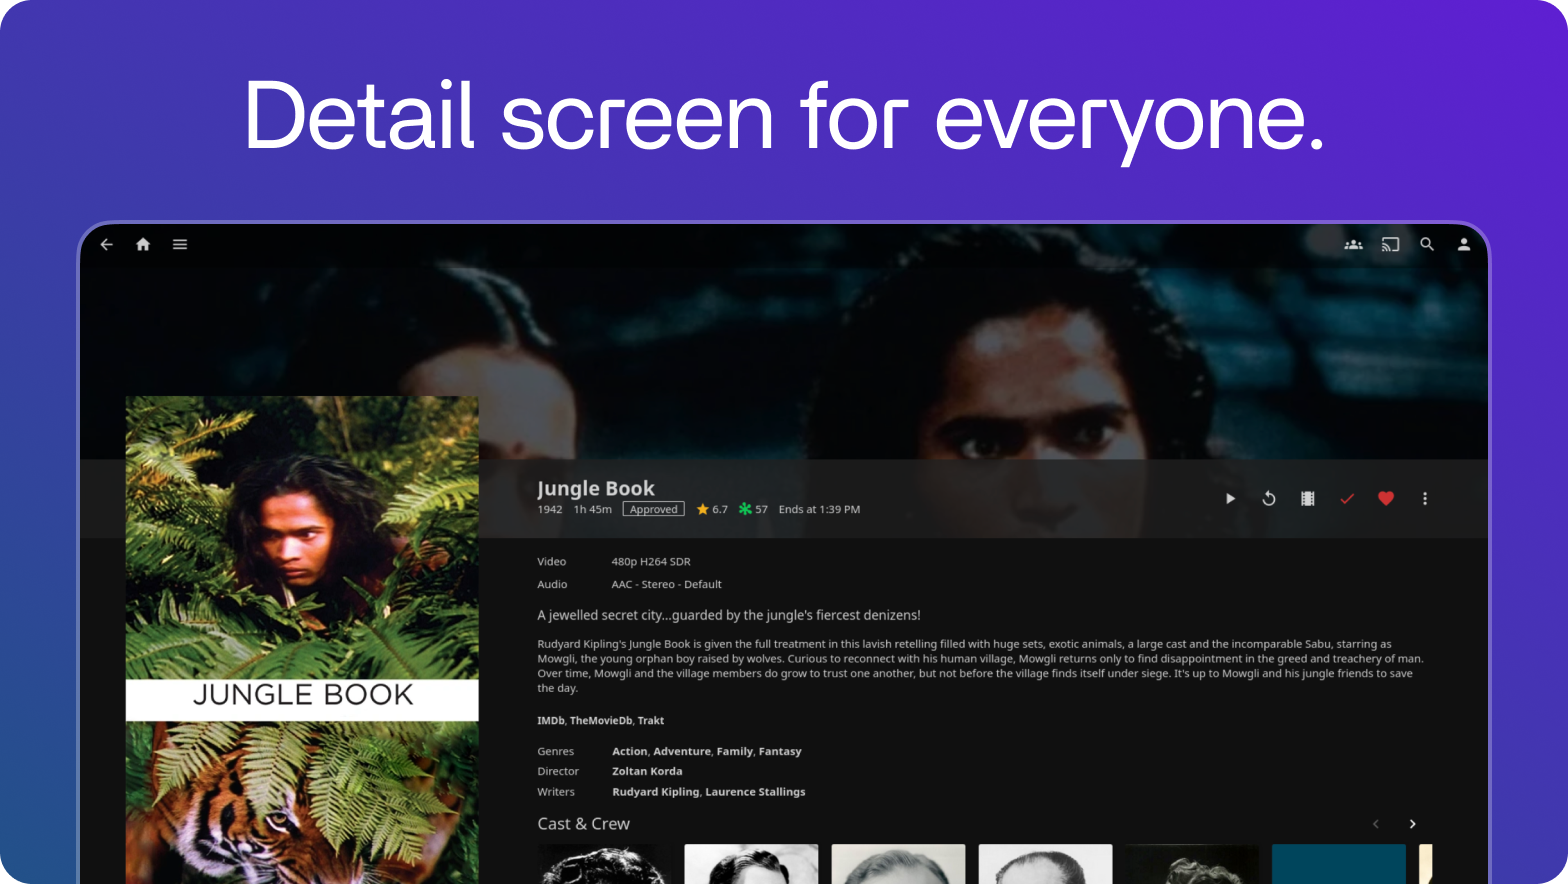 Detail screen for everyone.
Jungle Book
1942 1h 45m Approved 6.7 57 Ends at 1:39 PM
Video 480p H264 SDR
Audio AAC - Stereo - Default
A jewelled secret city...guarded by the jungle's fiercest denizens!
Rudyard Kipling's Jungle Book is given the full treatment in this lavish retelling filled with huge sets, exotic animals, a large cast and the incomparable Sabu, starring as
Mowgli, the young orphan boy raised by wolves. Curious to reconnect with his human village, Mowgli returns only to find disappointment in the greed and treachery of man.
Over time, Mowgli and the village members do grow to trust one another, but not before the village finds itself under siege. It's up to Mowgli and his jungle friends to save
the day.
JUNGLE BOOK
IMDb, TheMovieDb, Trakt
Genres Action, Adventure, Family, Fantasy
Director Zoltan Korda
Writers Rudyard Kipling, Laurence Stallings
Cast & Crew